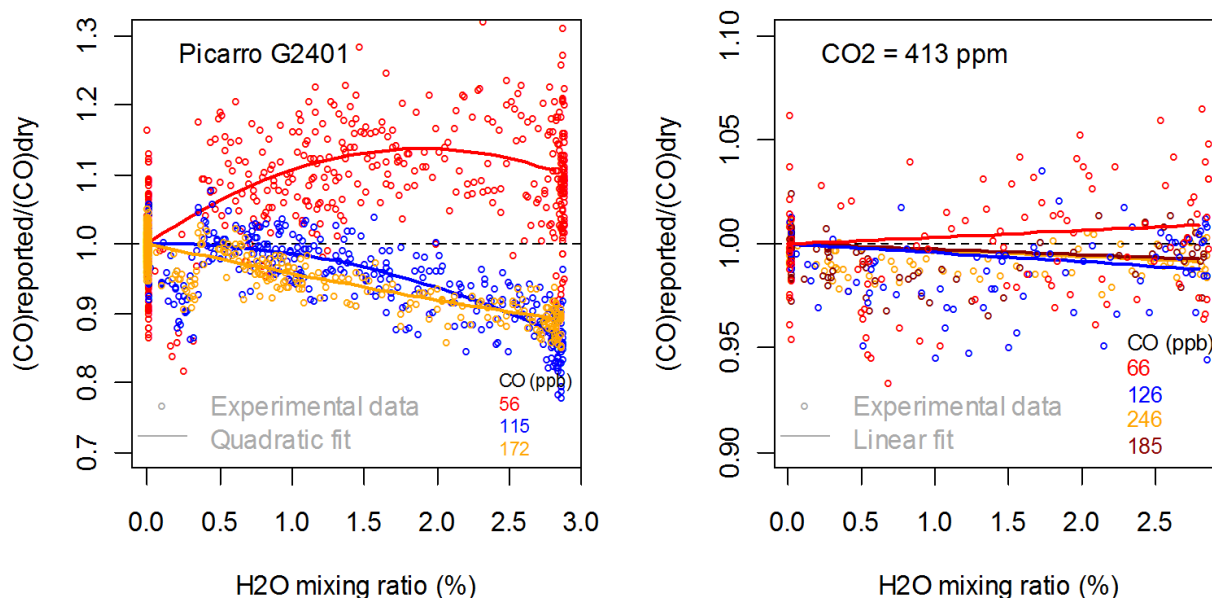 Picarro G2401
(CO)reported/(CO)dry
1.3
1.2
1.1
1.0
0.9
0.8
0.7
CO (ppb)
56
115
172
Experimental data
Quadratic fit
0.0 0.5 1.0 1.5 2.0 2.5 3.0
H2O mixing ratio (%)
CO2 = 413 ppm
(CO)reported/(CO)dry
1.10
1.05
1.00
0.95
0.90
CO (ppb)
66
126
246
185
Experimental data
Linear fit
0.0 0.5 1.0 1.5 2.0 2.5
H2O mixing ratio (%)